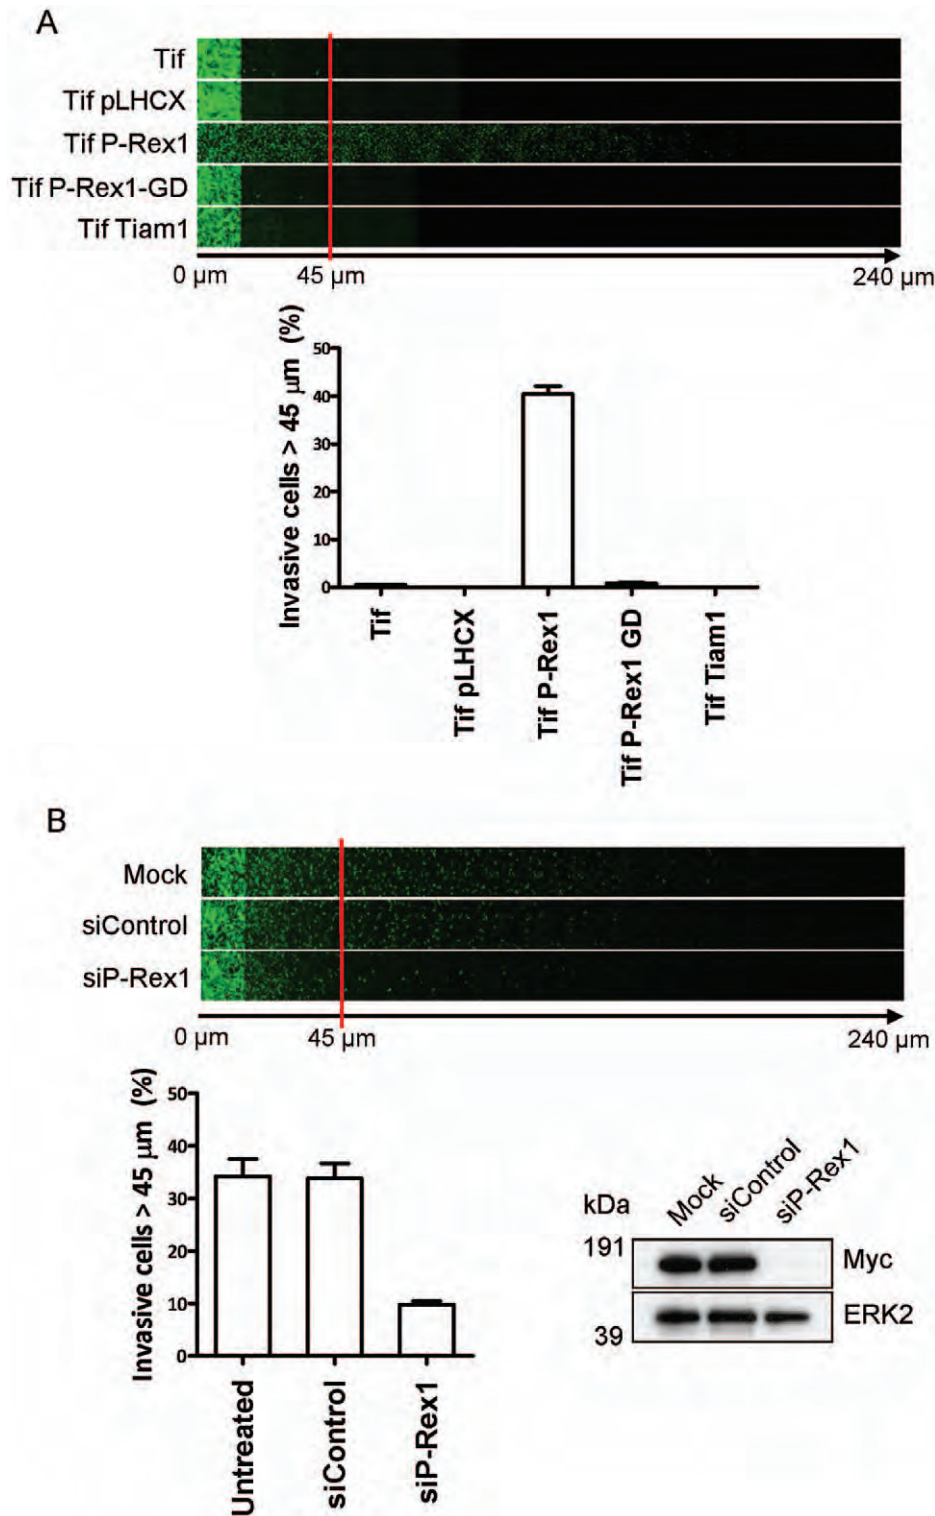 A
Tif
Tif pLHCX
Tif P-Rex1
Tif P-Rex1-GD
Tif Tiam1
0 µm 45 µm 240 µm
Invasive cells > 45 µm (%)
50
40
30
20
10
0
Tif
Tif pLHCX
Tif P-Rex1
Tif P-Rex1 GD
Tif Tiam1
B
Mock
siControl
siP-Rex1
0 µm 45 µm 240 µm
Invasive cells > 45 µm (%)
50
40
30
20
10
0
Untreated
siControl
siP-Rex1
kDa Mock siControl siP-Rex1
191 Myc
39 ERK2